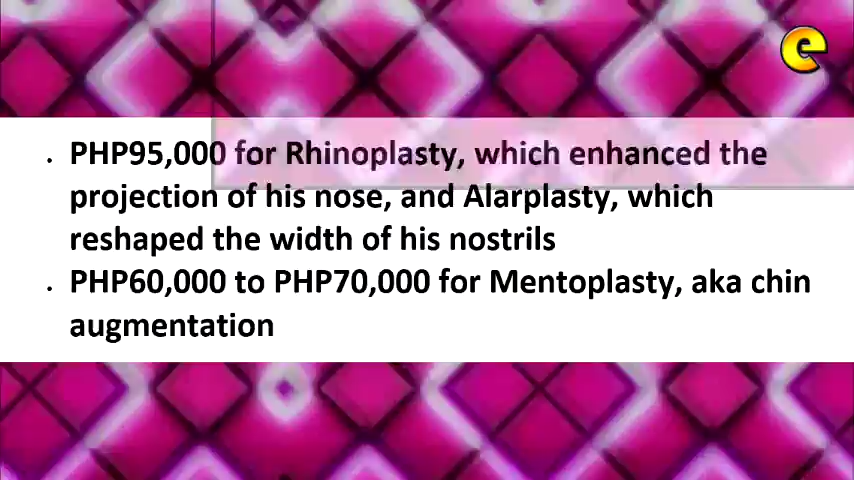 e
• PHP95,000 for Rhinoplasty, which enhanced the
projection of his nose, and Alarplasty, which
reshaped the width of his nostrils
• PHP60,000 to PHP70,000 for Mentoplasty, aka chin
augmentation